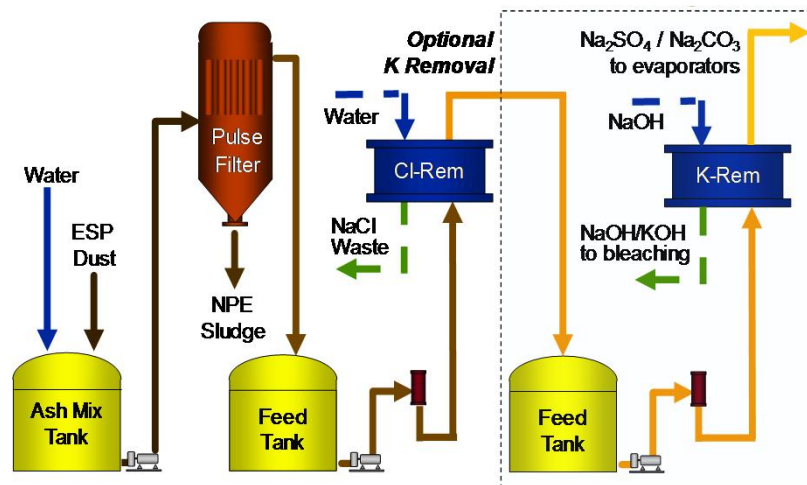 Water
ESP
Dust
Ash Mix
Tank
Pulse
Filter
NPE
Sludge
Feed
Tank
Optional
K Removal
Water
Cl-Rem
NaCl
Waste
Na₂SO₄ / Na₂CO₃
to evaporators
NaOH
K-Rem
NaOH/KOH
to bleaching
Feed
Tank